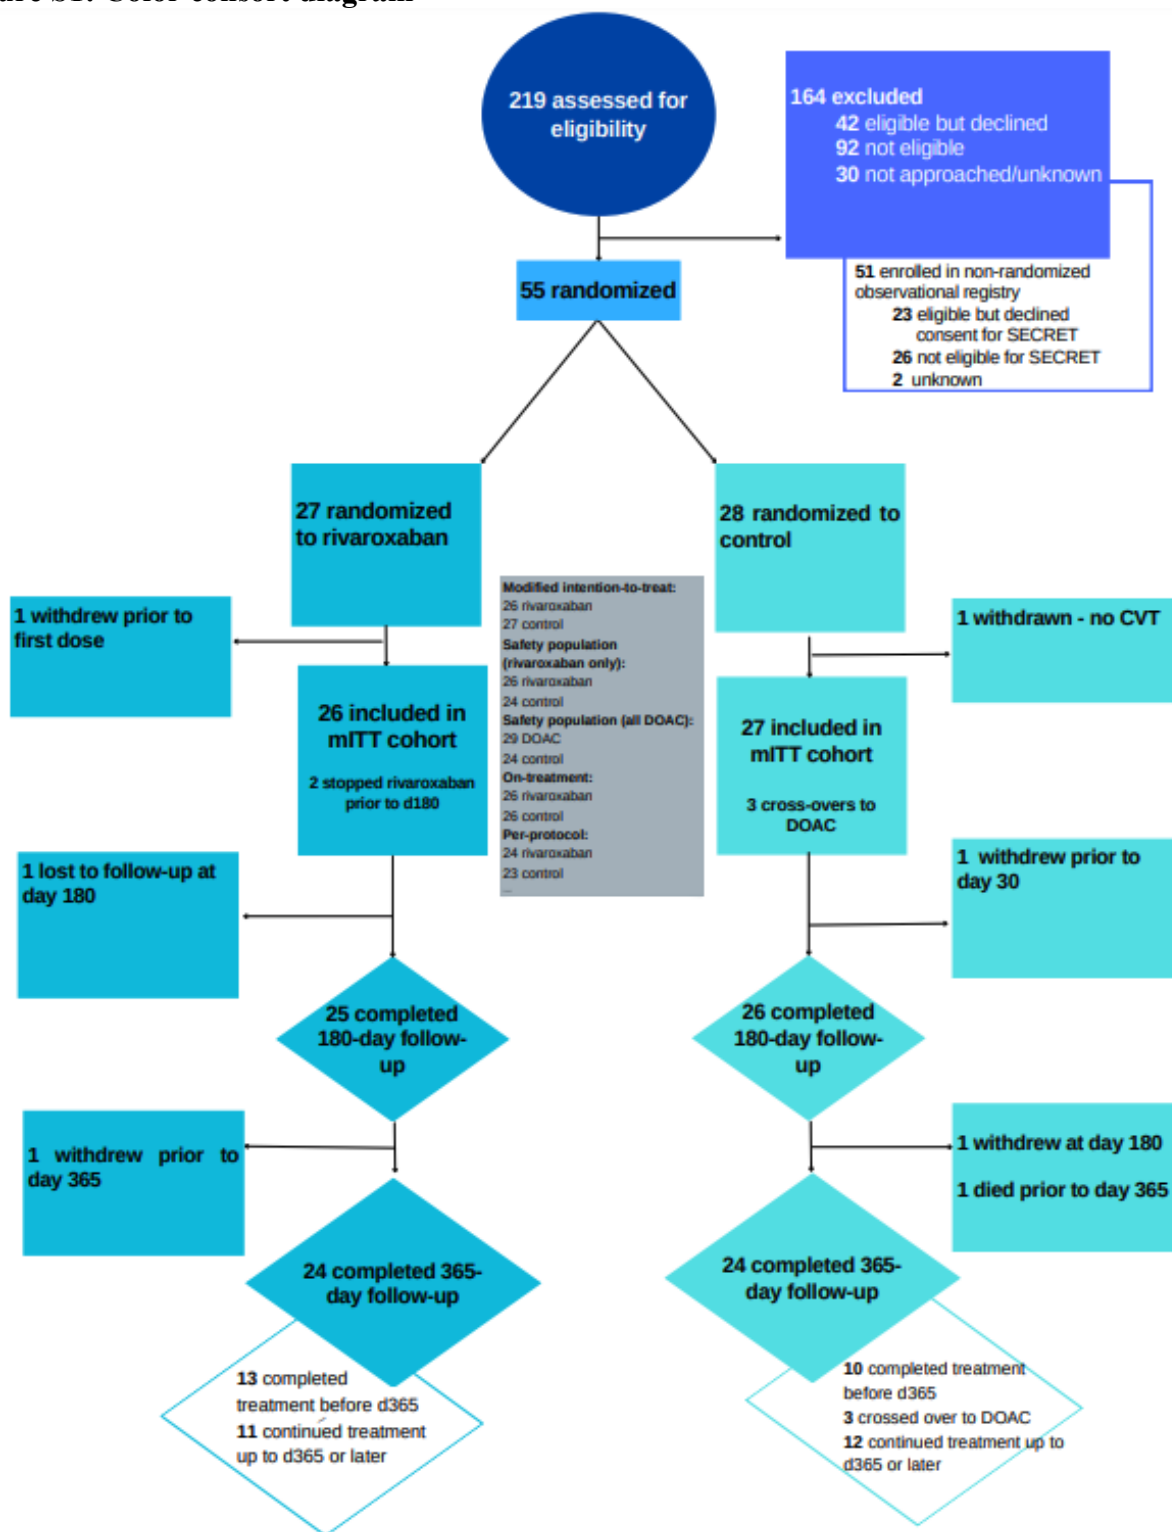 ure S1. Color consort diagram
219 assessed for
eligibility
164 excluded
42 eligible but declined
92 not eligible
30 not approached/unknown
51 enrolled in non-randomized
observational registry
23 eligible but declined
consent for SECRET
26 not eligible for SECRET
2 unknown
55 randomized
27 randomized
to rivaroxaban
28 randomized to
control
1 withdrew prior to
first dose
Modified intention-to-treat:
26 rivaroxaban
27 control
Safety population
(rivaroxaban only):
26 rivaroxaban
24 control
Safety population (all DOAC):
29 DOAC
24 control
On-treatment:
26 rivaroxaban
26 control
Per-protocol:
24 rivaroxaban
23 control
...
1 withdrawn - no CVT
26 included in
mITT cohort
2 stopped rivaroxaban
prior to d180
27 included in
mITT cohort
3 cross-overs to
DOAC
1 lost to follow-up at
day 180
1 withdrew prior to
day 30
25 completed
180-day follow-
up
26 completed
180-day follow-
up
1 withdrew prior to
day 365
1 withdrew at day 180
1 died prior to day 365
24 completed 365-
day follow-up
24 completed 365-
day follow-up
13 completed
treatment before d365
11 continued treatment
up to d365 or later
10 completed treatment
before d365
3 crossed over to DOAC
12 continued treatment up to
d365 or later